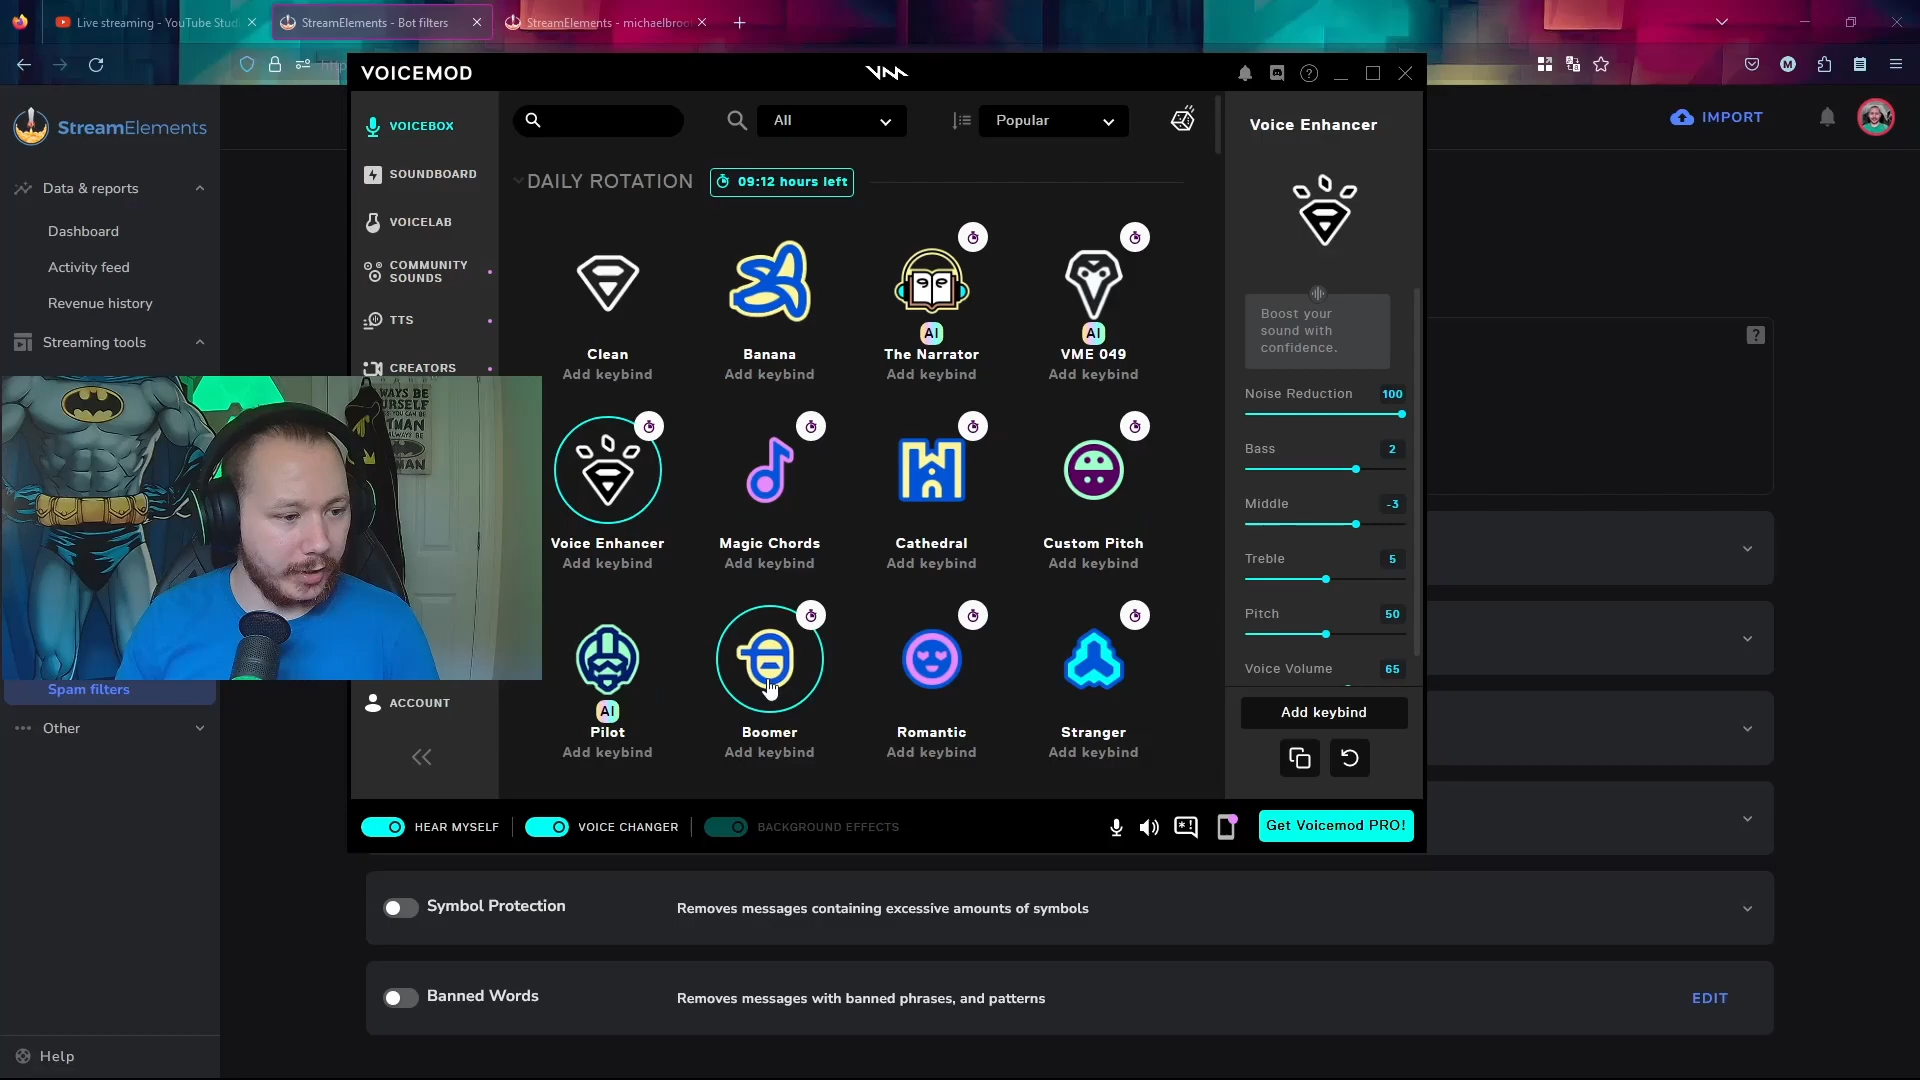 Live streaming - YouTube Stud
StreamElements - Bot filters
StreamElements - michaelbroo
http
StreamElements
IMPORT
Data & reports
Dashboard
Activity feed
Revenue history
Streaming tools
Spam filters
Other
Help
VOICEMOD
VOICEBOX
SOUNDBOARD
VOICELAB
COMMUNITY
SOUNDS
TTS
CREATORS
ACCOUNT
All
Popular
DAILY ROTATION
09:12 hours left
Clean
Add keybind
Banana
Add keybind
AI
The Narrator
Add keybind
AI
VME 049
Add keybind
Voice Enhancer
Add keybind
Magic Chords
Add keybind
Cathedral
Add keybind
Custom Pitch
Add keybind
AI
Pilot
Add keybind
Boomer
Add keybind
Romantic
Add keybind
Stranger
Add keybind
Voice Enhancer
Boost your
sound with
confidence.
Noise Reduction 100
Bass 2
Middle -3
Treble 5
Pitch 50
Voice Volume 65
Add keybind
HEAR MYSELF
VOICE CHANGER
BACKGROUND EFFECTS
Get Voicemod PRO!
Symbol Protection
Removes messages containing excessive amounts of symbols
Banned Words
Removes messages with banned phrases, and patterns
EDIT